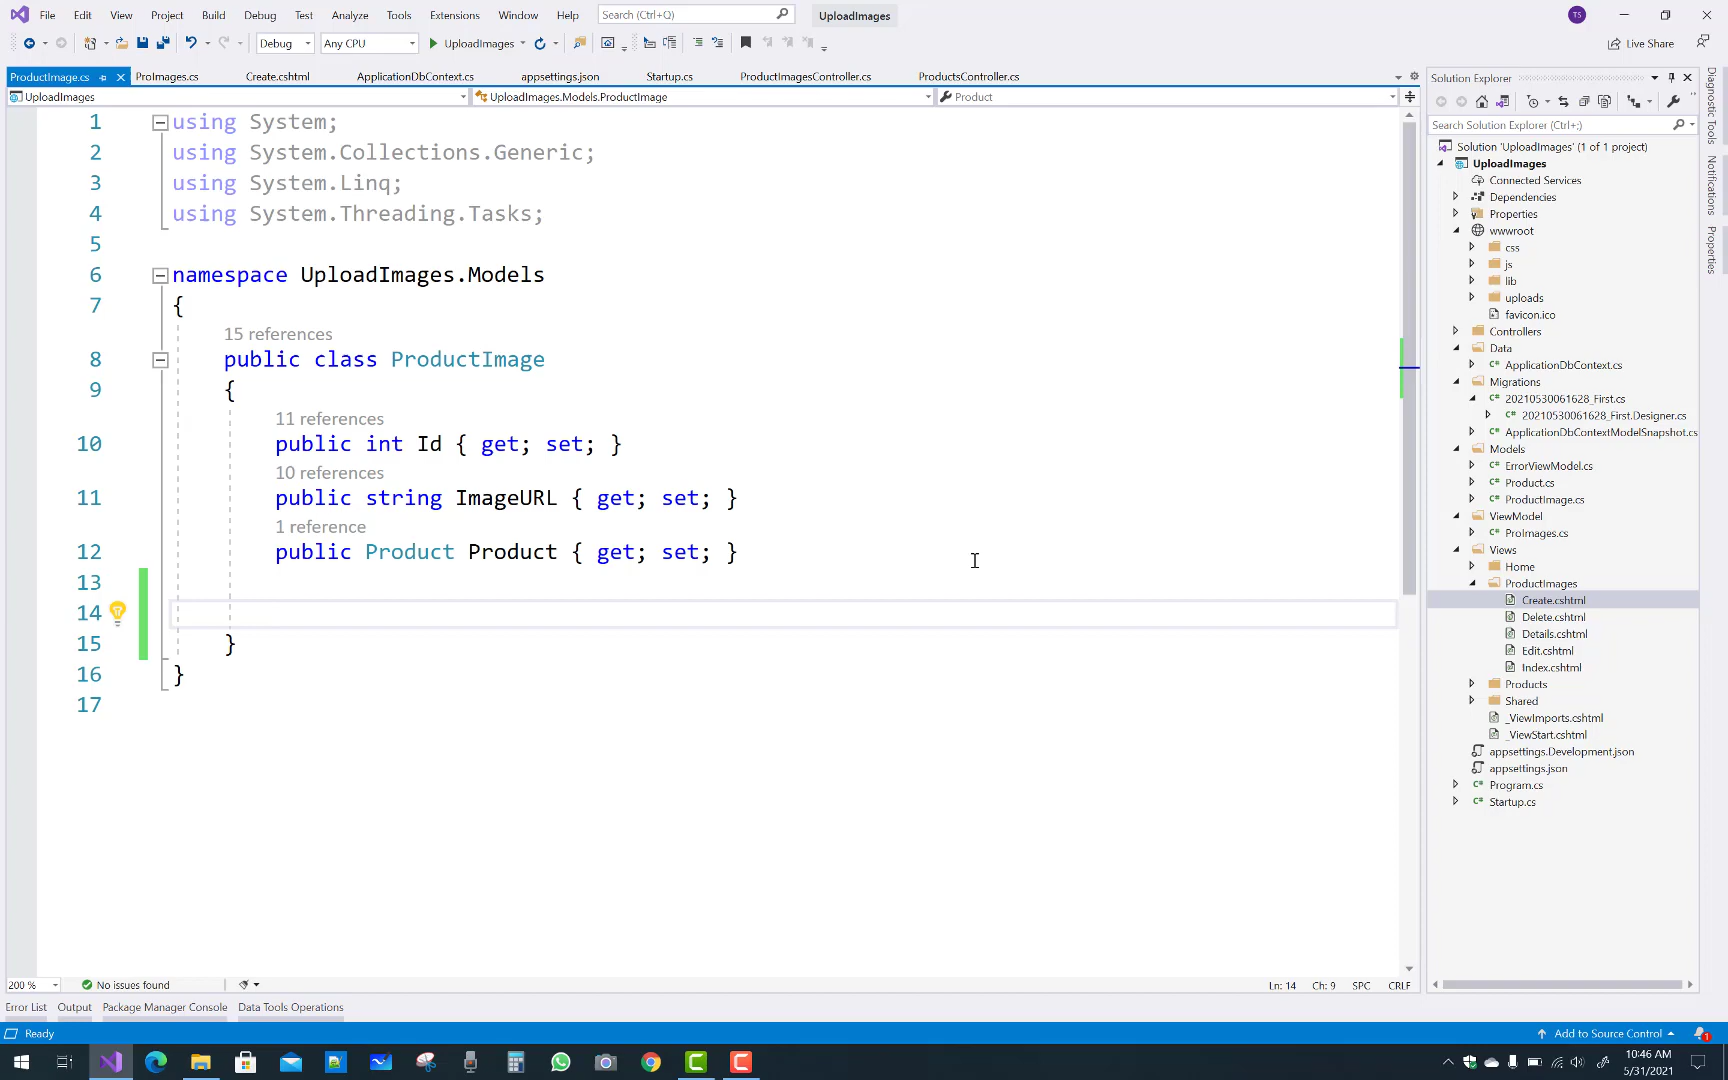 File Edit View Project Build Debug Test Analyze Tools Extensions Window Help Search (Ctrl+Q) UploadImages TS
Debug Any CPU UploadImages Live Share
ProductImage.cs ProImages.cs Create.cshtml ApplicationDbContext.cs appsettings.json Startup.cs ProductImagesController.cs ProductsController.cs
UploadImages UploadImages.Models.ProductImage Product
1 using System;
2 using System.Collections.Generic;
3 using System.Linq;
4 using System.Threading.Tasks;
5
6 namespace UploadImages.Models
7 {
15 references
8 public class ProductImage
9 {
11 references
10 public int Id { get; set; }
10 references
11 public string ImageURL { get; set; }
1 reference
12 public Product Product { get; set; }
13
14
15 }
16 }
17
200 % No issues found Ln: 14 Ch: 9 SPC CRLF
Solution Explorer
Search Solution Explorer (Ctrl+;)
Solution 'UploadImages' (1 of 1 project)
UploadImages
Connected Services
Dependencies
Properties
wwwroot
css
js
lib
uploads
favicon.ico
Controllers
Data
C# ApplicationDbContext.cs
Migrations
C# 20210530061628_First.cs
C# 20210530061628_First.Designer.cs
C# ApplicationDbContextModelSnapshot.cs
Models
C# ErrorViewModel.cs
C# Product.cs
C# ProductImage.cs
ViewModel
C# ProImages.cs
Views
Home
ProductImages
Create.cshtml
Delete.cshtml
Details.cshtml
Edit.cshtml
Index.cshtml
Products
Shared
_ViewImports.cshtml
_ViewStart.cshtml
appsettings.Development.json
appsettings.json
C# Program.cs
C# Startup.cs
Diagnostic Tools
Notifications
Properties
Error List Output Package Manager Console Data Tools Operations
Ready Add to Source Control 1
10:46 AM
5/31/2021